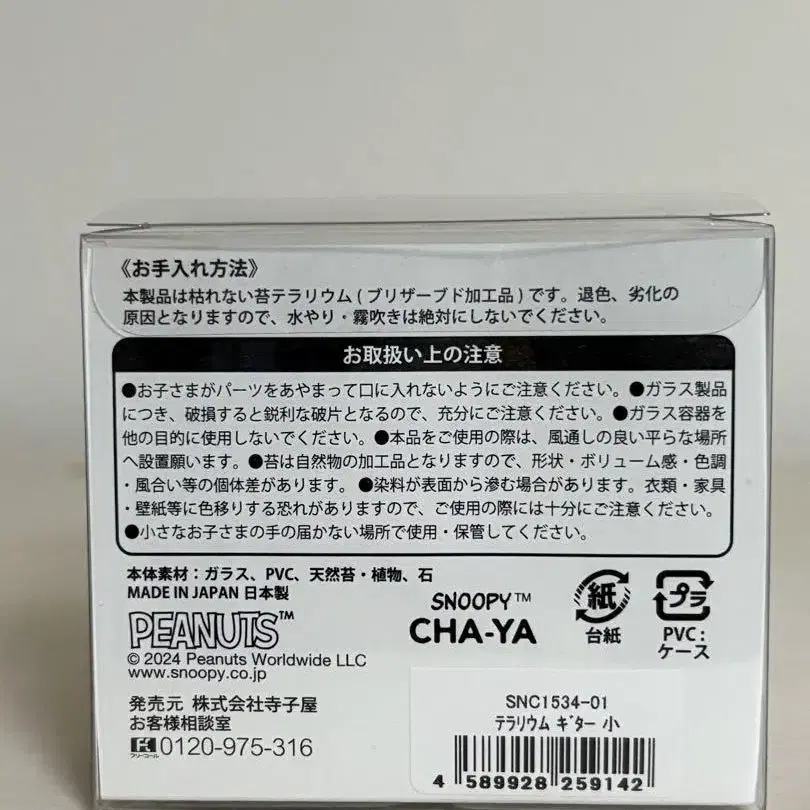 《お手入れ方法》
本製品は枯れない苔テラリウム(ブリザーブド加工品)です。退色、劣化の
原因となりますので、水やり・霧吹きは絶対にしないでください。
お取扱い上の注意
●お子さまがパーツをあやまって口に入れないようにご注意ください。●ガラス製品
につき、破損すると鋭利な破片となるので、充分にご注意ください。●ガラス容器を
他の目的に使用しないでください。●本品をご使用の際は、風通しの良い平らな場所
へ設置願います。●苔は自然物の加工品となりますので、形状・ボリューム感・色調
・風合い等の個体差があります。●染料が表面から滲む場合があります。衣類・家具
・壁紙等に色移りする恐れがありますので、ご使用の際には十分にご注意ください。
●小さなお子さまの手の届かない場所で使用・保管してください。
本体素材：ガラス、PVC、天然苔・植物、石
MADE IN JAPAN 日本製
PEANUTS™
© 2024 Peanuts Worldwide LLC
www.snoopy.co.jp
SNOOPY™
CHA-YA
紙
台紙
プラ
PVC：
ケース
発売元 株式会社寺子屋
お客様相談室
フリーコール
0120-975-316
SNC1534-01
ﾃﾗﾘｳﾑ ｷﾞﾀｰ 小
4 589928 259142